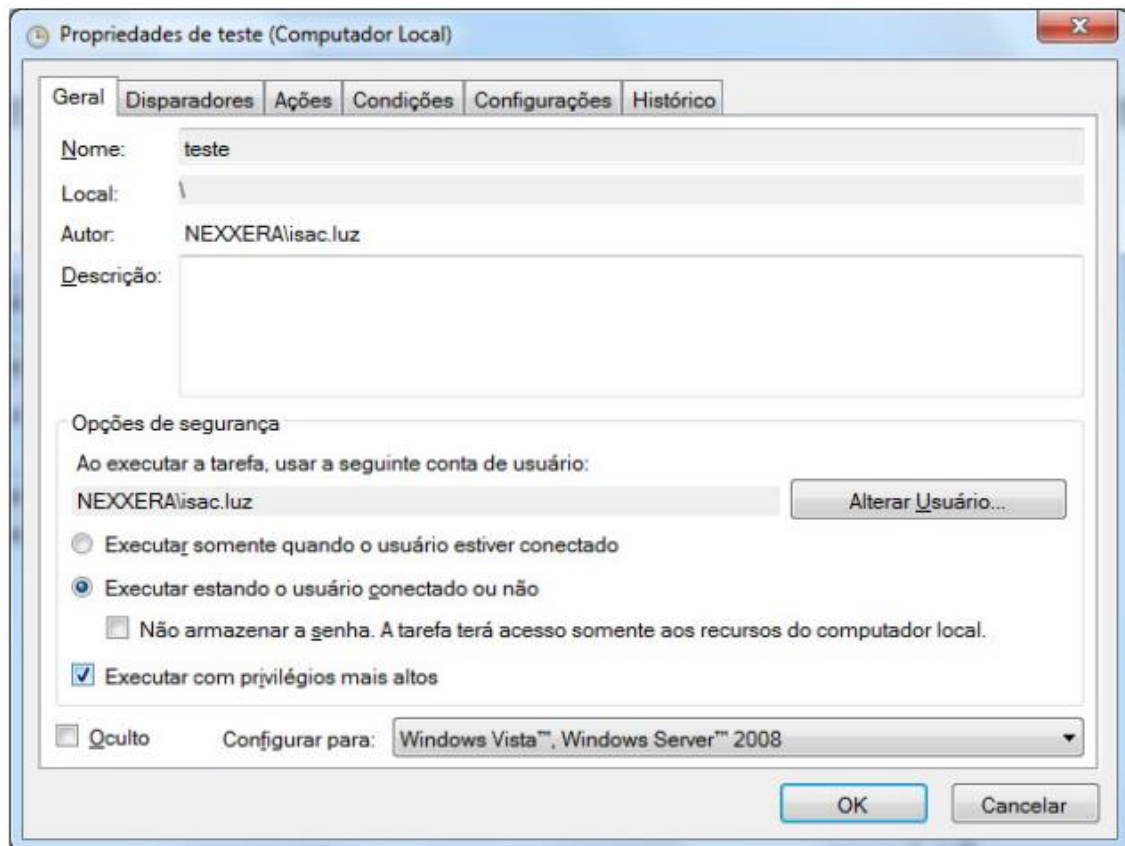 Propriedades de teste (Computador Local)
Geral Disparadores Ações Condições Configurações Histórico
Nome: teste
Local: \
Autor: NEXXERA\isac.luz
Descrição:
Opções de segurança
Ao executar a tarefa, usar a seguinte conta de usuário:
NEXXERA\isac.luz Alterar Usuário...
Executar somente quando o usuário estiver conectado
Executar estando o usuário conectado ou não
Não armazenar a senha. A tarefa terá acesso somente aos recursos do computador local.
Executar com privilégios mais altos
Oculto Configurar para: Windows Vista™, Windows Server™ 2008
OK Cancelar